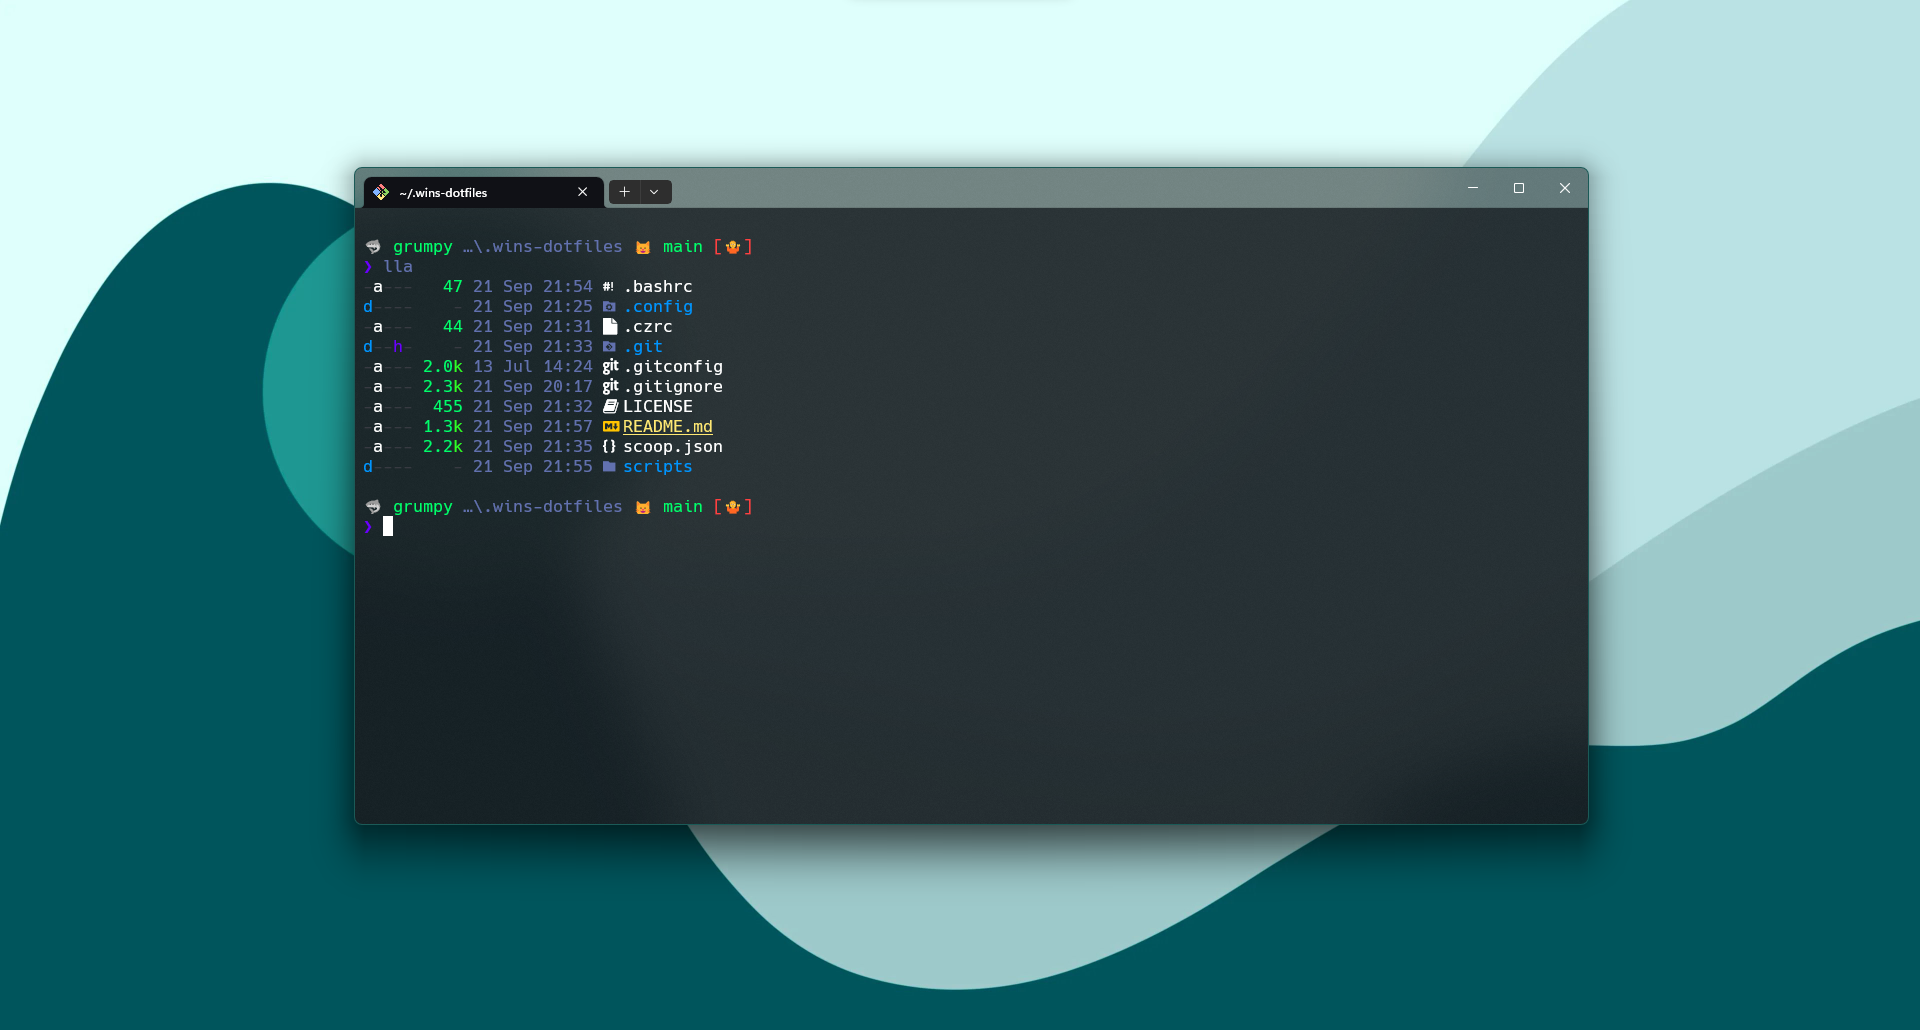 ~/.wins-dotfiles
grumpy …\.wins-dotfiles main [ ]
❯ lla
-a--- 47 21 Sep 21:54 #! .bashrc
d---- - 21 Sep 21:25 .config
-a--- 44 21 Sep 21:31 .czrc
d--h- - 21 Sep 21:33 .git
-a--- 2.0k 13 Jul 14:24 git .gitconfig
-a--- 2.3k 21 Sep 20:17 git .gitignore
-a--- 455 21 Sep 21:32 LICENSE
-a--- 1.3k 21 Sep 21:57 README.md
-a--- 2.2k 21 Sep 21:35 {} scoop.json
d---- - 21 Sep 21:55 scripts
grumpy …\.wins-dotfiles main [ ]
❯